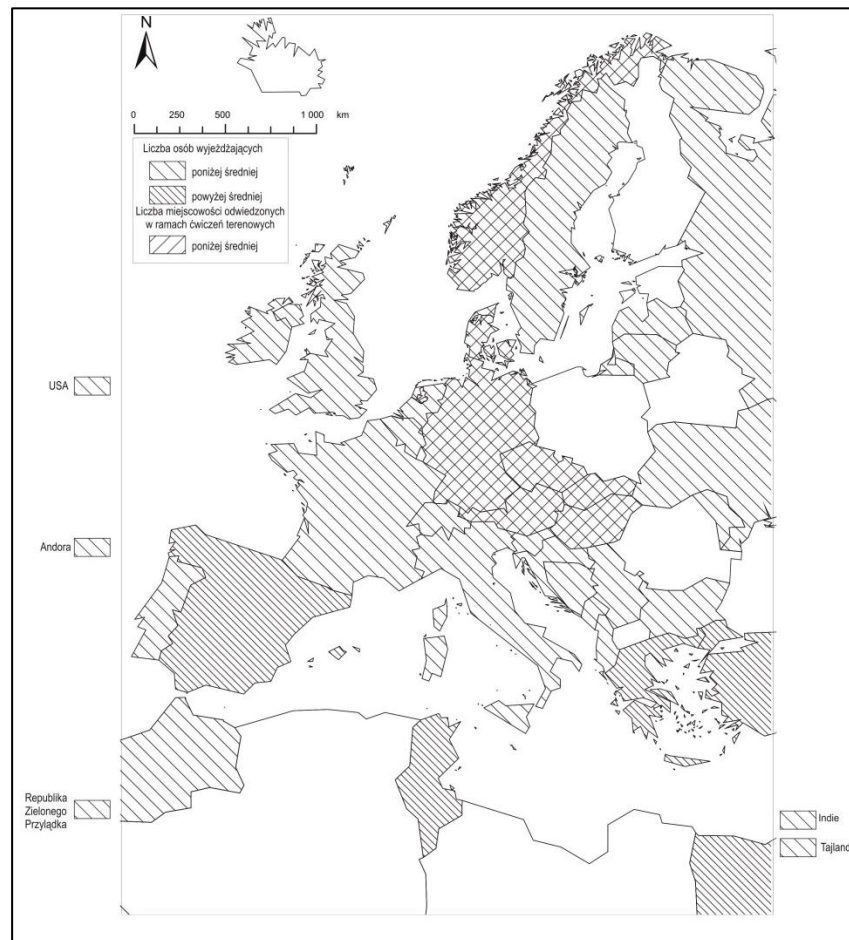 N
0 250 500 1 000 km
Liczba osób wyjeżdżających
poniżej średniej
powyżej średniej
Liczba miejscowości odwiedzonych
w ramach ćwiczeń terenowych
poniżej średniej
USA
Andora
Republika
Zielonego
Przylądka
Indie
Tajland